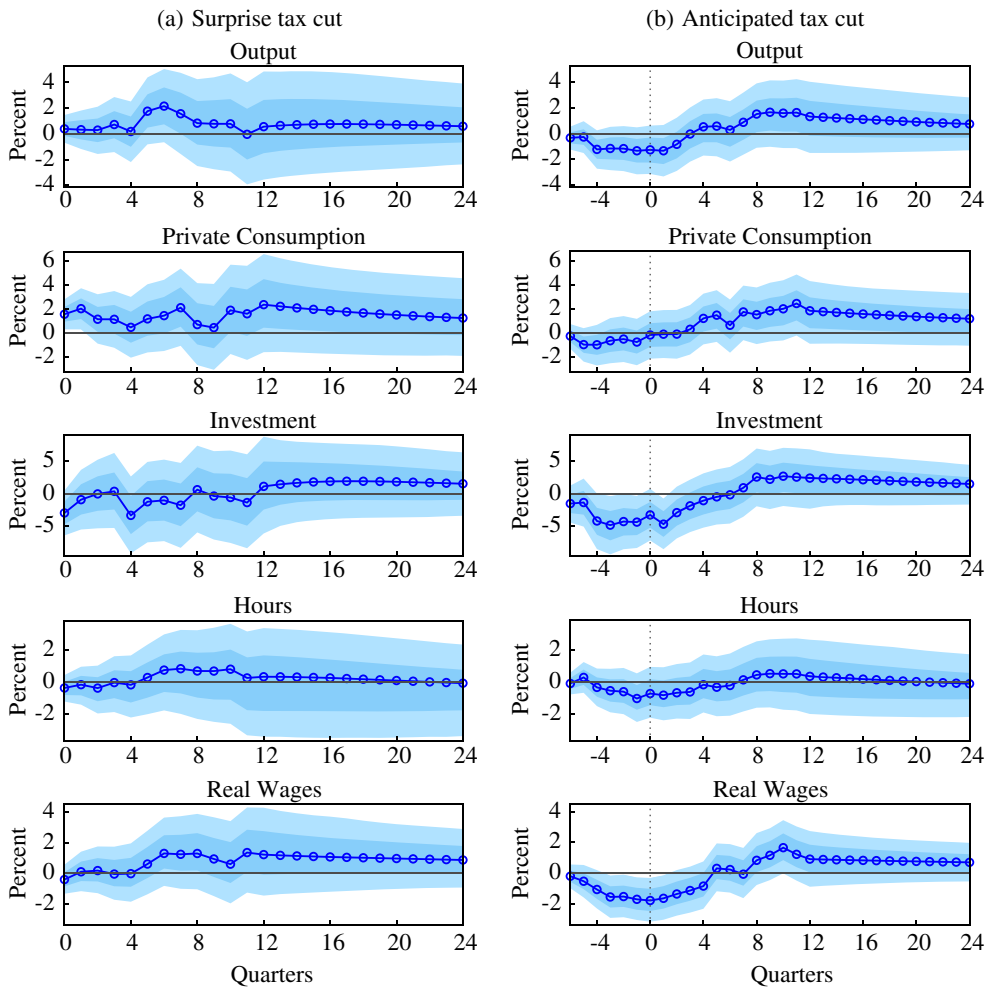 (a) Surprise tax cut
(b) Anticipated tax cut
Output
Output
Percent
4
2
0
-2
-4
0 4 8 12 16 20 24
Percent
4
2
0
-2
-4
-4 0 4 8 12 16 20 24
Private Consumption
Private Consumption
Percent
6
4
2
0
-2
0 4 8 12 16 20 24
Percent
6
4
2
0
-2
-4 0 4 8 12 16 20 24
Investment
Investment
Percent
5
0
-5
0 4 8 12 16 20 24
Percent
5
0
-5
-4 0 4 8 12 16 20 24
Hours
Hours
Percent
2
0
-2
0 4 8 12 16 20 24
Percent
2
0
-2
-4 0 4 8 12 16 20 24
Real Wages
Real Wages
Percent
4
2
0
-2
0 4 8 12 16 20 24
Percent
4
2
0
-2
-4 0 4 8 12 16 20 24
Quarters
Quarters